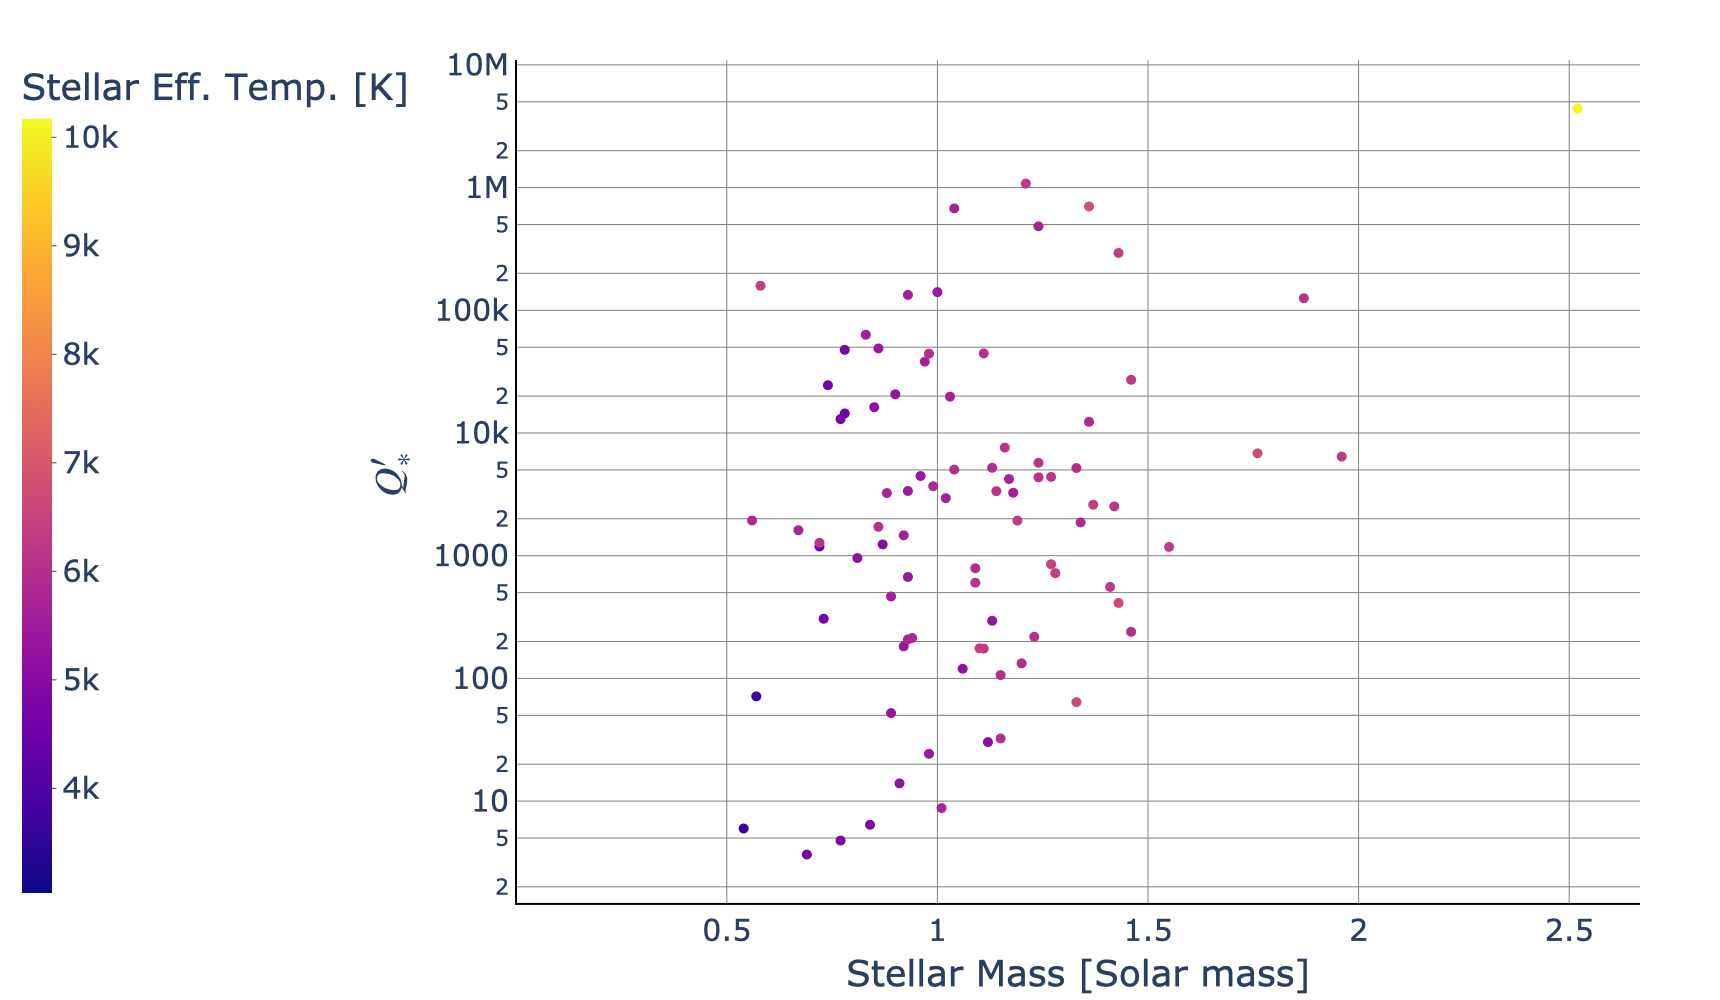 Stellar Eff. Temp. [K]
10k
9k
8k
7k
6k
5k
4k
10M
5
2
1M
5
2
100k
5
2
10k
5
2
1000
5
2
100
5
2
10
5
2
Q′*
0.5 1 1.5 2 2.5
Stellar Mass [Solar mass]